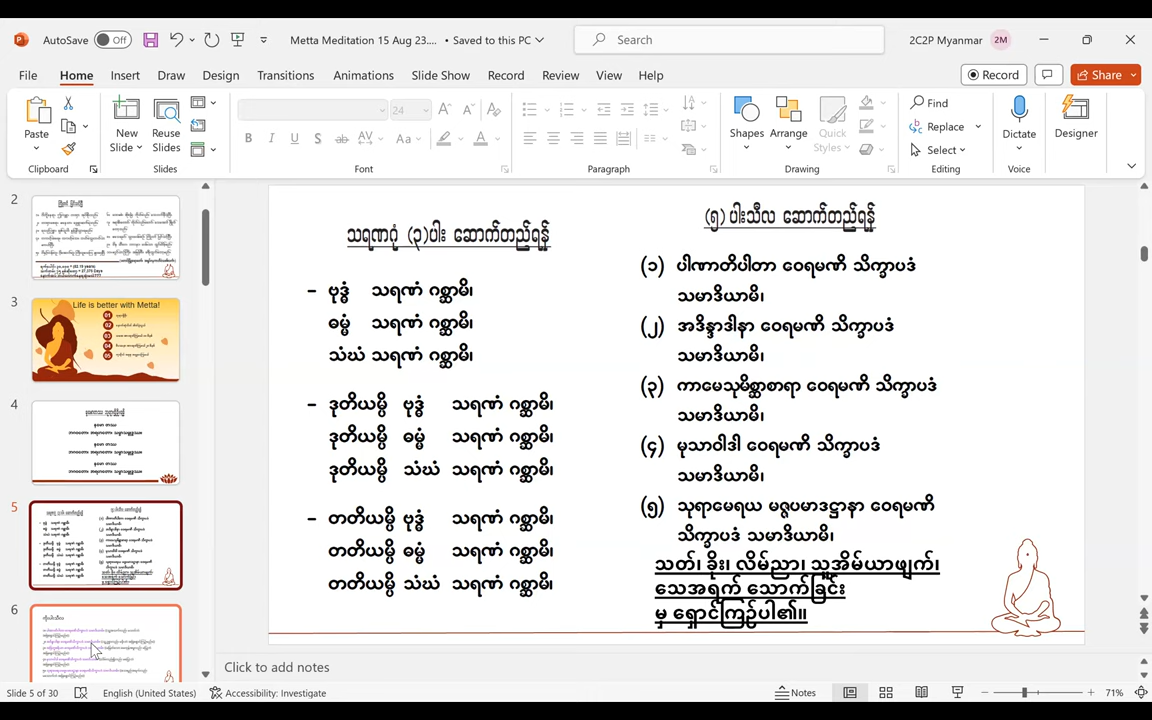 AutoSave Off Metta Meditation 15 Aug 23.... • Saved to this PC Search 2C2P Myanmar 2M
File Home Insert Draw Design Transitions Animations Slide Show Record Review View Help Record Share
Paste New Slide Reuse Slides 24 Shapes Arrange Quick Styles Find Replace Select Dictate Designer
Clipboard Slides Font Paragraph Drawing Editing Voice
2
3
Life is better with Metta!
01
02
03
04
05
4
5
6
သရဏဂုံ (၃)ပါး ဆောက်တည်ရန်
– ဗုဒ္ဓံ သရဏံ ဂစ္ဆာမိ၊
ဓမ္မံ သရဏံ ဂစ္ဆာမိ၊
သံဃံ သရဏံ ဂစ္ဆာမိ၊
– ဒုတိယမ္ပိ ဗုဒ္ဓံ သရဏံ ဂစ္ဆာမိ၊
ဒုတိယမ္ပိ ဓမ္မံ သရဏံ ဂစ္ဆာမိ၊
ဒုတိယမ္ပိ သံဃံ သရဏံ ဂစ္ဆာမိ၊
– တတိယမ္ပိ ဗုဒ္ဓံ သရဏံ ဂစ္ဆာမိ၊
တတိယမ္ပိ ဓမ္မံ သရဏံ ဂစ္ဆာမိ၊
တတိယမ္ပိ သံဃံ သရဏံ ဂစ္ဆာမိ၊
(၅) ပါးသီလ ဆောက်တည်ရန်
(၁) ပါဏာတိပါတာ ဝေရမဏိ သိက္ခာပဒံ
သမာဒိယာမိ၊
(၂) အဒိန္နာဒါနာ ဝေရမဏိ သိက္ခာပဒံ
သမာဒိယာမိ၊
(၃) ကာမေသုမိစ္ဆာစာရာ ဝေရမဏိ သိက္ခာပဒံ
သမာဒိယာမိ၊
(၄) မုသာဝါဒါ ဝေရမဏိ သိက္ခာပဒံ
သမာဒိယာမိ၊
(၅) သုရာမေရယ မဇ္ဇပမာဒဋ္ဌာနာ ဝေရမဏိ
သိက္ခာပဒံ သမာဒိယာမိ၊
သတ်၊ ခိုး၊ လိမ်ညာ၊ သူ့အိမ်ယာဖျက်၊
သေအရက် သောက်ခြင်း
မှ ရှောင်ကြဉ်ပါ၏။
Click to add notes
Slide 5 of 30 English (United States) Accessibility: Investigate Notes 71%